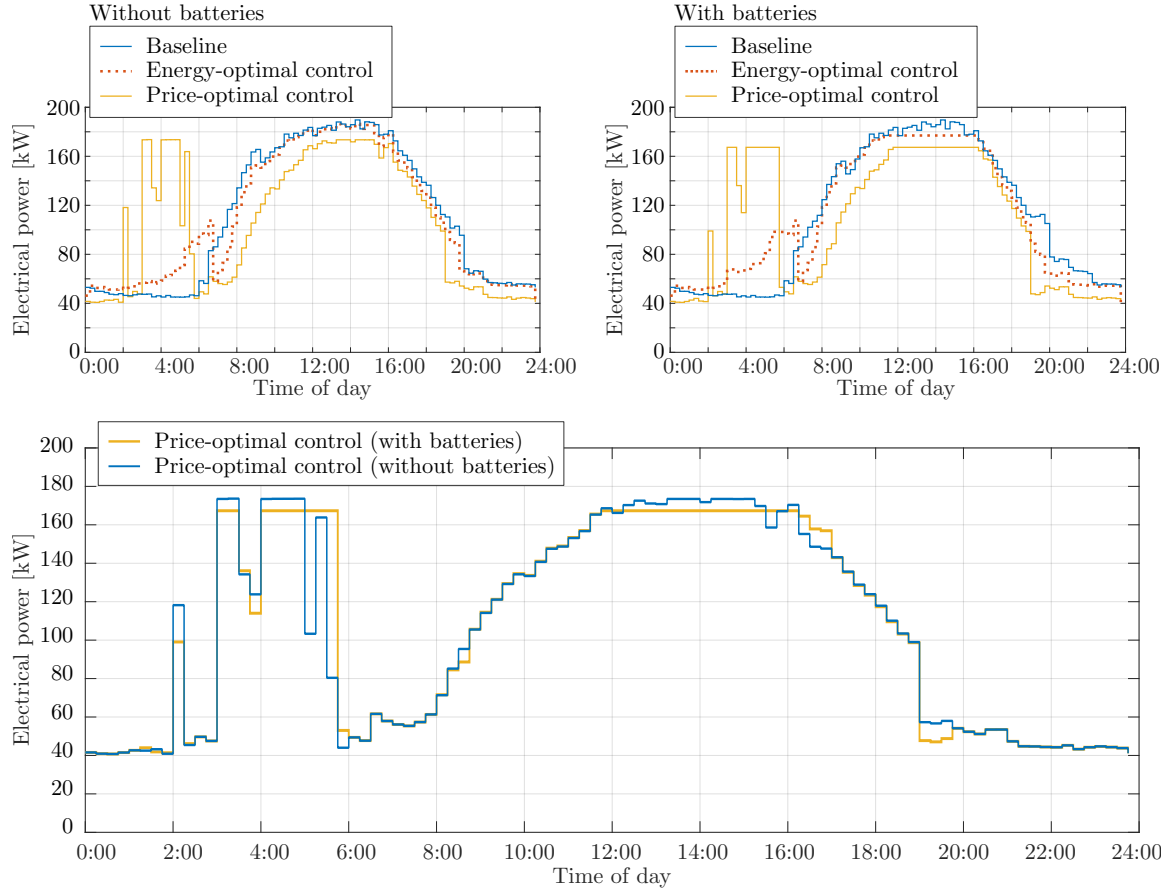 Without batteries
Baseline
Energy-optimal control
Price-optimal control
200
160
120
80
40
0
Electrical power [kW]
0:00 4:00 8:00 12:00 16:00 20:00 24:00
Time of day
With batteries
Baseline
Energy-optimal control
Price-optimal control
200
160
120
80
40
0
Electrical power [kW]
0:00 4:00 8:00 12:00 16:00 20:00 24:00
Time of day
Price-optimal control (with batteries)
Price-optimal control (without batteries)
200
180
160
140
120
100
80
60
40
20
0
Electrical power [kW]
0:00 2:00 4:00 6:00 8:00 10:00 12:00 14:00 16:00 18:00 20:00 22:00 24:00
Time of day